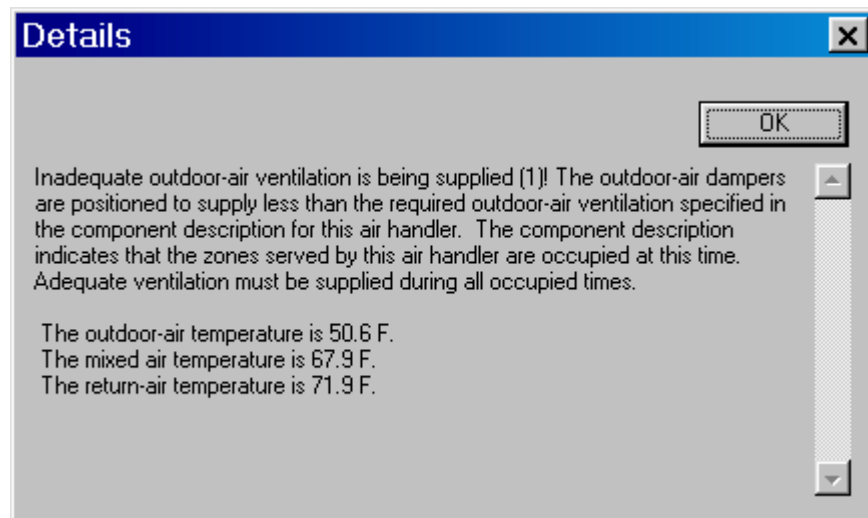 Details
OK
Inadequate outdoor-air ventilation is being supplied (1)! The outdoor-air dampers
are positioned to supply less than the required outdoor-air ventilation specified in
the component description for this air handler.  The component description
indicates that the zones served by this air handler are occupied at this time.
Adequate ventilation must be supplied during all occupied times.
The outdoor-air temperature is 50.6 F.
The mixed air temperature is 67.9 F.
The return-air temperature is 71.9 F.